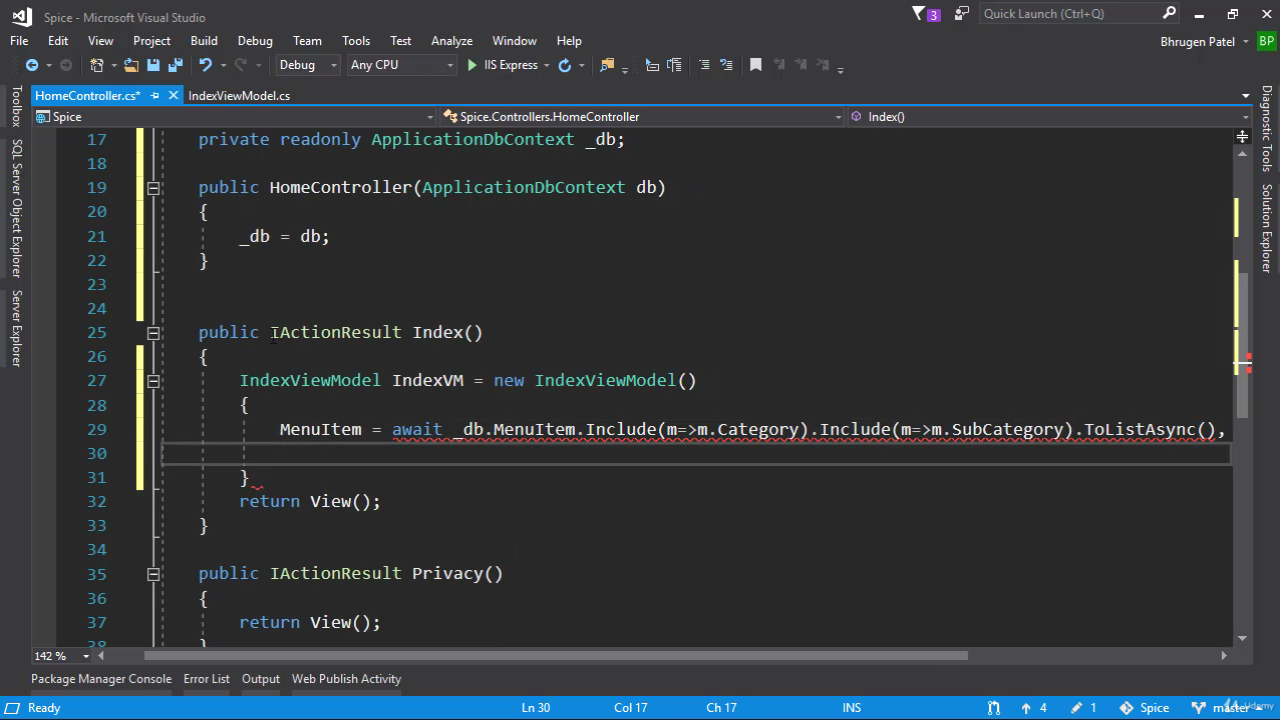 Spice - Microsoft Visual Studio
3
Quick Launch (Ctrl+Q)
File Edit View Project Build Debug Team Tools Test Analyze Window Help
Bhrugen Patel BP
Debug Any CPU IIS Express
HomeController.cs* IndexViewModel.cs
Spice Spice.Controllers.HomeController Index()
Toolbox
SQL Server Object Explorer
Server Explorer
Diagnostic Tools
Solution Explorer
17 private readonly ApplicationDbContext _db;
18
19 public HomeController(ApplicationDbContext db)
20 {
21 _db = db;
22 }
23
24
25 public IActionResult Index()
26 {
27 IndexViewModel IndexVM = new IndexViewModel()
28 {
29 MenuItem = await _db.MenuItem.Include(m=>m.Category).Include(m=>m.SubCategory).ToListAsync(),
30
31 }
32 return View();
33 }
34
35 public IActionResult Privacy()
36 {
37 return View();
38 }
142 %
Package Manager Console Error List Output Web Publish Activity
Ready Ln 30 Col 17 Ch 17 INS 4 1 Spice master
Udemy